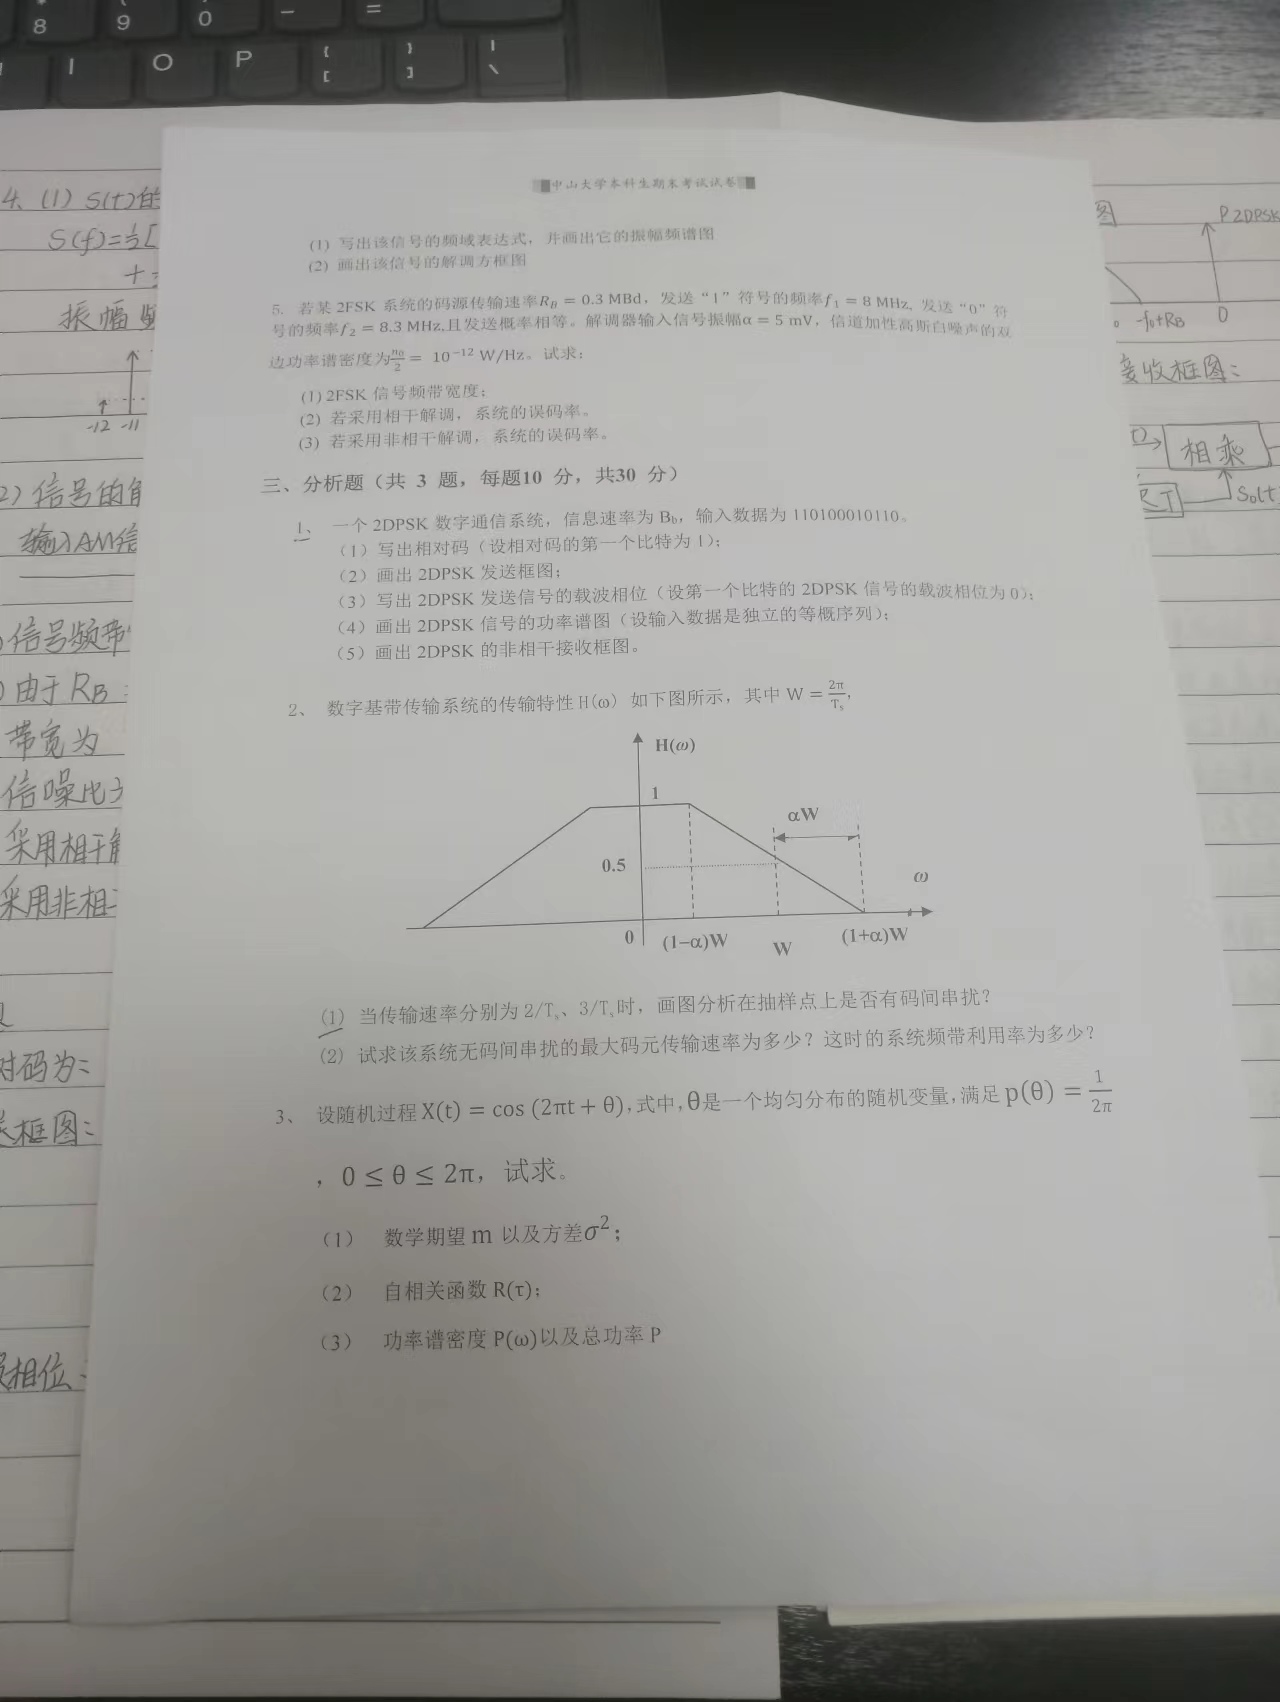 8 9 0 - =
I O P [ ] \
中山大学本科生期末考试试卷
(1) 写出该信号的频域表达式，并画出它的振幅频谱图
(2) 画出该信号的解调方框图
5. 若某 2FSK 系统的码源传输速率R_B = 0.3 MBd，发送“1”符号的频率f₁ = 8 MHz, 发送“0”符
号的频率f₂ = 8.3 MHz,且发送概率相等。解调器输入信号振幅α = 5 mV，信道加性高斯白噪声的双
边功率谱密度为n₀/2 = 10⁻¹² W/Hz。试求：
(1) 2FSK 信号频带宽度；
(2) 若采用相干解调，系统的误码率。
(3) 若采用非相干解调，系统的误码率。
三、分析题（共 3 题，每题10 分，共30 分）
1、 一个 2DPSK 数字通信系统，信息速率为 B_b，输入数据为 110100010110。
（1）写出相对码（设相对码的第一个比特为 1）；
（2）画出 2DPSK 发送框图；
（3）写出 2DPSK 发送信号的载波相位（设第一个比特的 2DPSK 信号的载波相位为 0）；
（4）画出 2DPSK 信号的功率谱图（设输入数据是独立的等概序列）；
（5）画出 2DPSK 的非相干接收框图。
2、 数字基带传输系统的传输特性 H(ω) 如下图所示，其中 W = 2π/T_s，
H(ω)
1
αW
0.5
ω
0 (1−α)W W (1+α)W
(1) 当传输速率分别为 2/T_s、3/T_s时，画图分析在抽样点上是否有码间串扰？
(2) 试求该系统无码间串扰的最大码元传输速率为多少？这时的系统频带利用率为多少？
3、 设随机过程 X(t) = cos (2πt + θ),式中,θ是一个均匀分布的随机变量,满足 p(θ) = 1/2π
，0 ≤ θ ≤ 2π，试求。
（1） 数学期望 m 以及方差σ²；
（2） 自相关函数 R(τ)；
（3） 功率谱密度 P(ω)以及总功率 P
4、(1) S(t)的
S(f)=½[
+
振幅
-12 -11
2) 信号的
输入AM信
信号频带
由于 R_B
带宽为
信噪比
采用相干
采用非相
对码为:
框图:
相位:
图
P2DPSK
-f₀+R_B 0
接收框图:
相乘
S₀(t